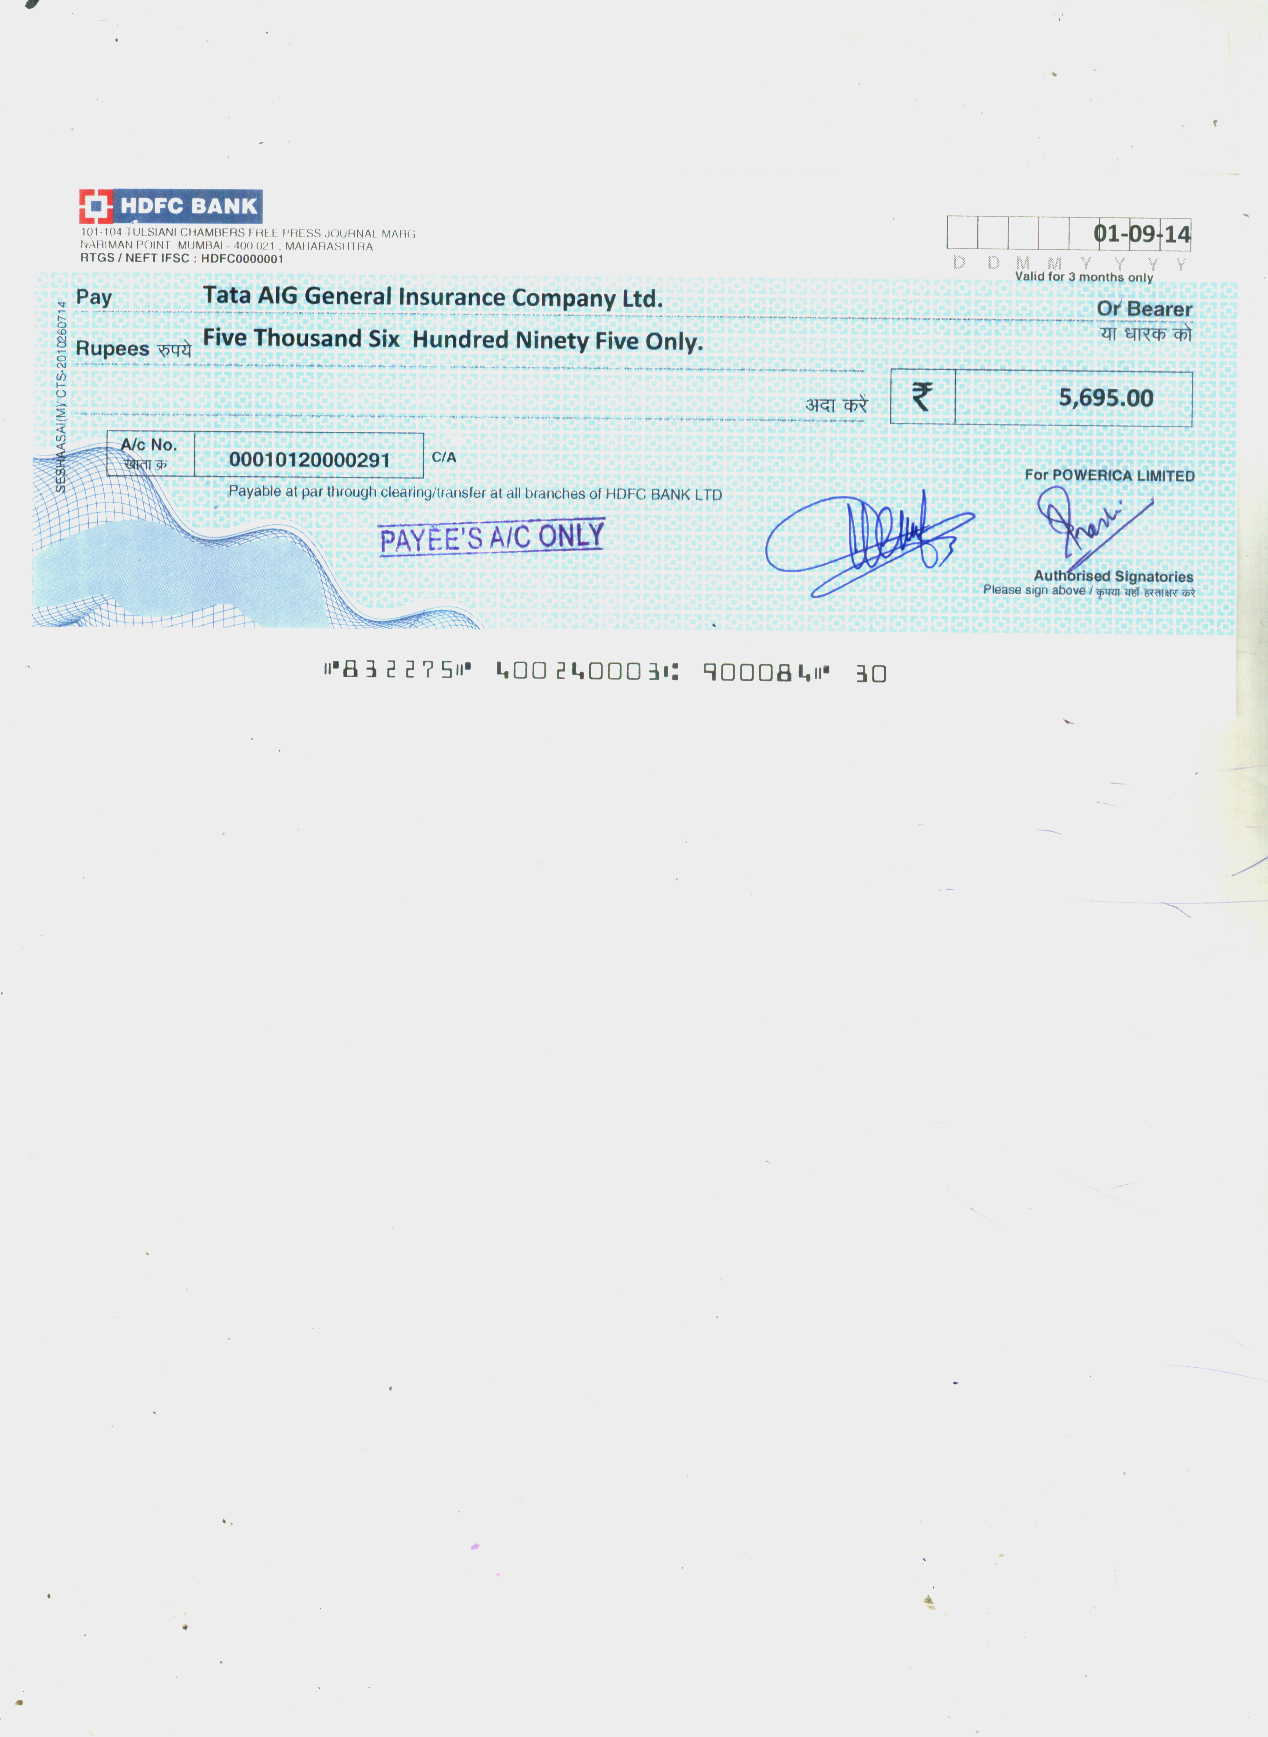 HDFC BANK
101-104 TULSIANI CHAMBERS FREE PRESS JOURNAL MARG
NARIMAN POINT MUMBAI - 400 021 , MAHARASHTRA
RTGS / NEFT IFSC : HDFC0000001
01-09-14
D D M M Y Y Y Y
Valid for 3 months only
Pay Tata AIG General Insurance Company Ltd.
Or Bearer
या धारक को
Rupees रुपये Five Thousand Six Hundred Ninety Five Only.
अदा करे ₹ 5,695.00
A/c No.
खाता क्र 00010120000291 C/A
Payable at par through clearing/transfer at all branches of HDFC BANK LTD
For POWERICA LIMITED
PAYEE'S A/C ONLY
Authorised Signatories
Please sign above / कृपया यहाँ हस्ताक्षर करे
SESHAASAI(M)/CTS-2010260714
⑈832275⑈ 400240003⑆ 900084⑈ 30